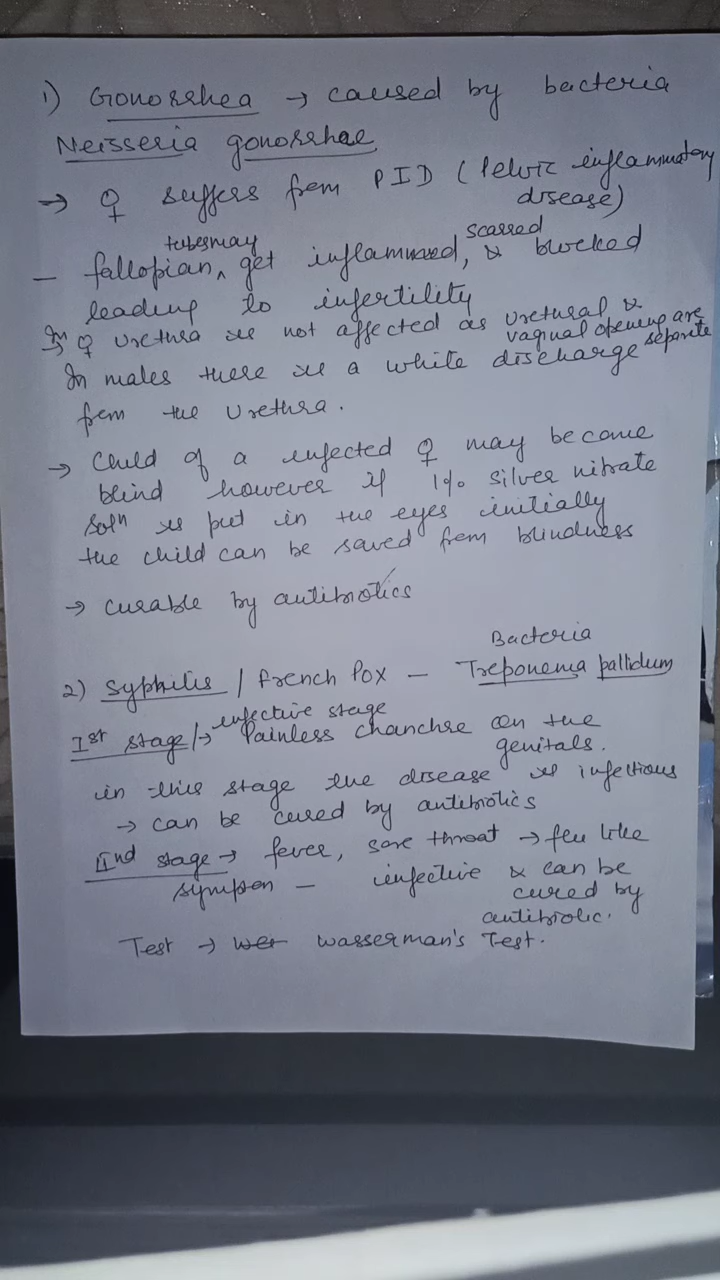 1) Gonorrhea → caused by bacteria
Neisseria gonorrhae
→ ♀ suffers from PID (Pelvic inflammatory
disease)
– fallopian tubes may get inflammed, scarred & blocked
leading to infertility
→ In ♀ urethra is not affected as uretural &
vaginal opening are separate
In males there is a white discharge
from the urethra.
→ Child of a infected ♀ may become
blind however if 1% silver nitrate
solⁿ is put in the eyes initially
the child can be saved from blindness
→ curable by antibiotics
Bacteria
2) Syphilis / French Pox – Treponema pallidum
infective stage
Ist stage / → Painless chanchre on the
genitals.
in this stage the disease is infectious
→ can be cured by antibiotics
IInd stage → fever, sore throat → flu like
sympton – infective & can be
cured by
antibiotic.
Test → wer wasserman's Test.